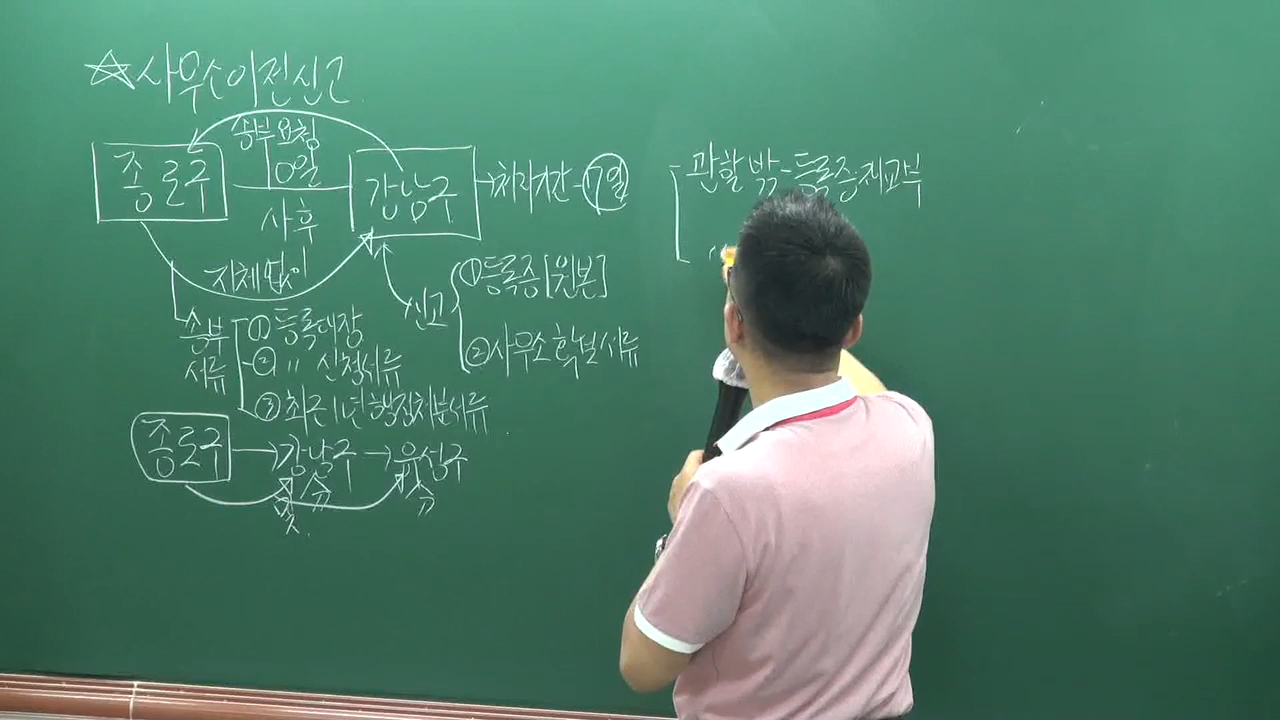 ☆사무소이전신고
송부요청
종로구
10일
강남구
→처리기간-⑦일
사후
지체없이
신고
①등록증[원본]
②사무소확보서류
송부
서류
①등록대장
②〃 신청서류
③최근1년행정처분서류
종로구→강남구→유성구
관할밖-등록증재교부